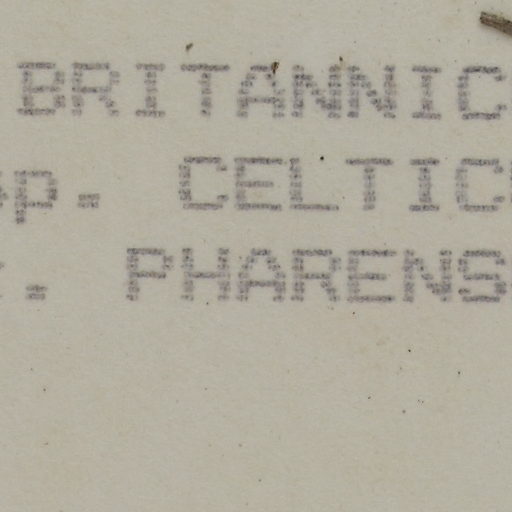 BRITANNIC
p. CELTIC
. PHARENS